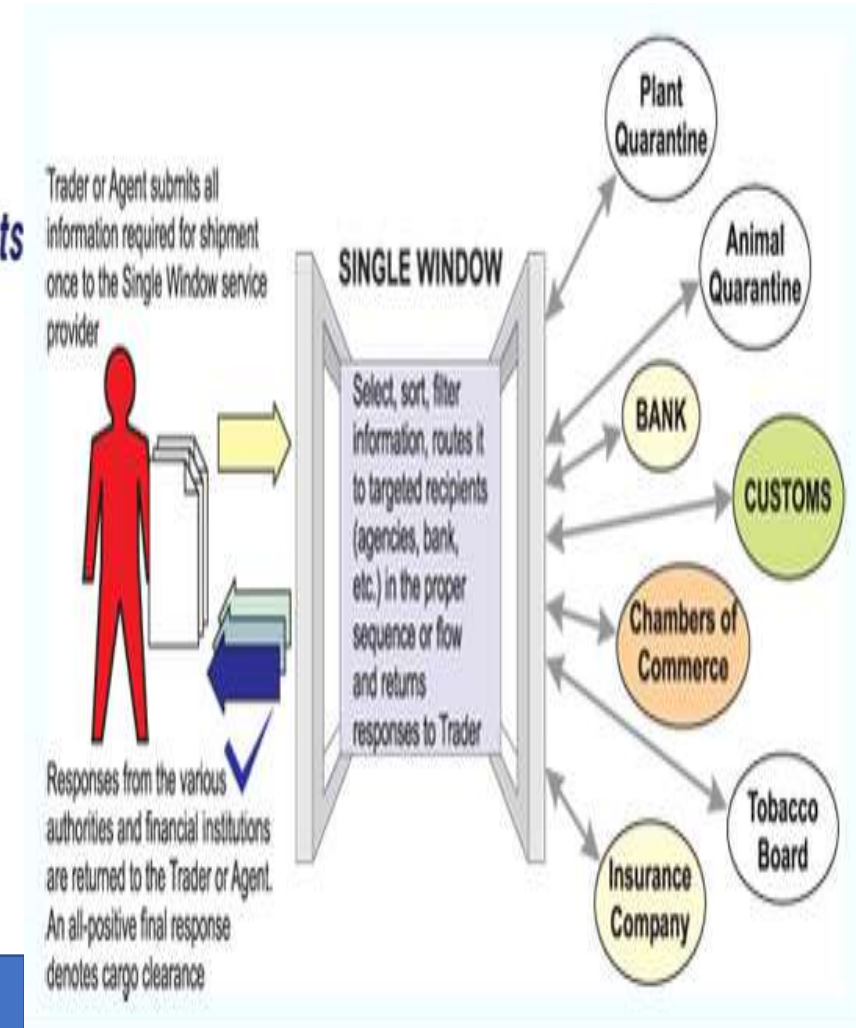 ts
Trader or Agent submits all
information required for shipment
once to the Single Window service
provider
SINGLE WINDOW
Select, sort, filter
information, routes it
to targeted recipients
(agencies, bank,
etc.) in the proper
sequence or flow
and returns
responses to Trader
Responses from the various
authorities and financial institutions
are returned to the Trader or Agent.
An all-positive final response
denotes cargo clearance
Plant
Quarantine
Animal
Quarantine
BANK
CUSTOMS
Chambers of
Commerce
Tobacco
Board
Insurance
Company